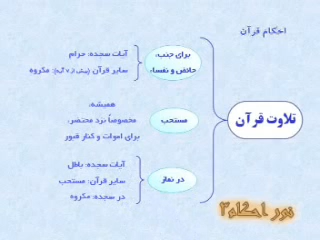 احکام قرآن
تلاوت قرآن
برای جنب،
حائض و نفساء
آیات سجده: حرام
سایر قرآن (بیش از ۷ آیه): مکروه
مستحب
همیشه،
مخصوصاً نزد محتضر،
برای اموات و کنار قبور
در نماز
آیات سجده: باطل
سایر قرآن: مستحب
در سجده: مکروه
نور احکام۳